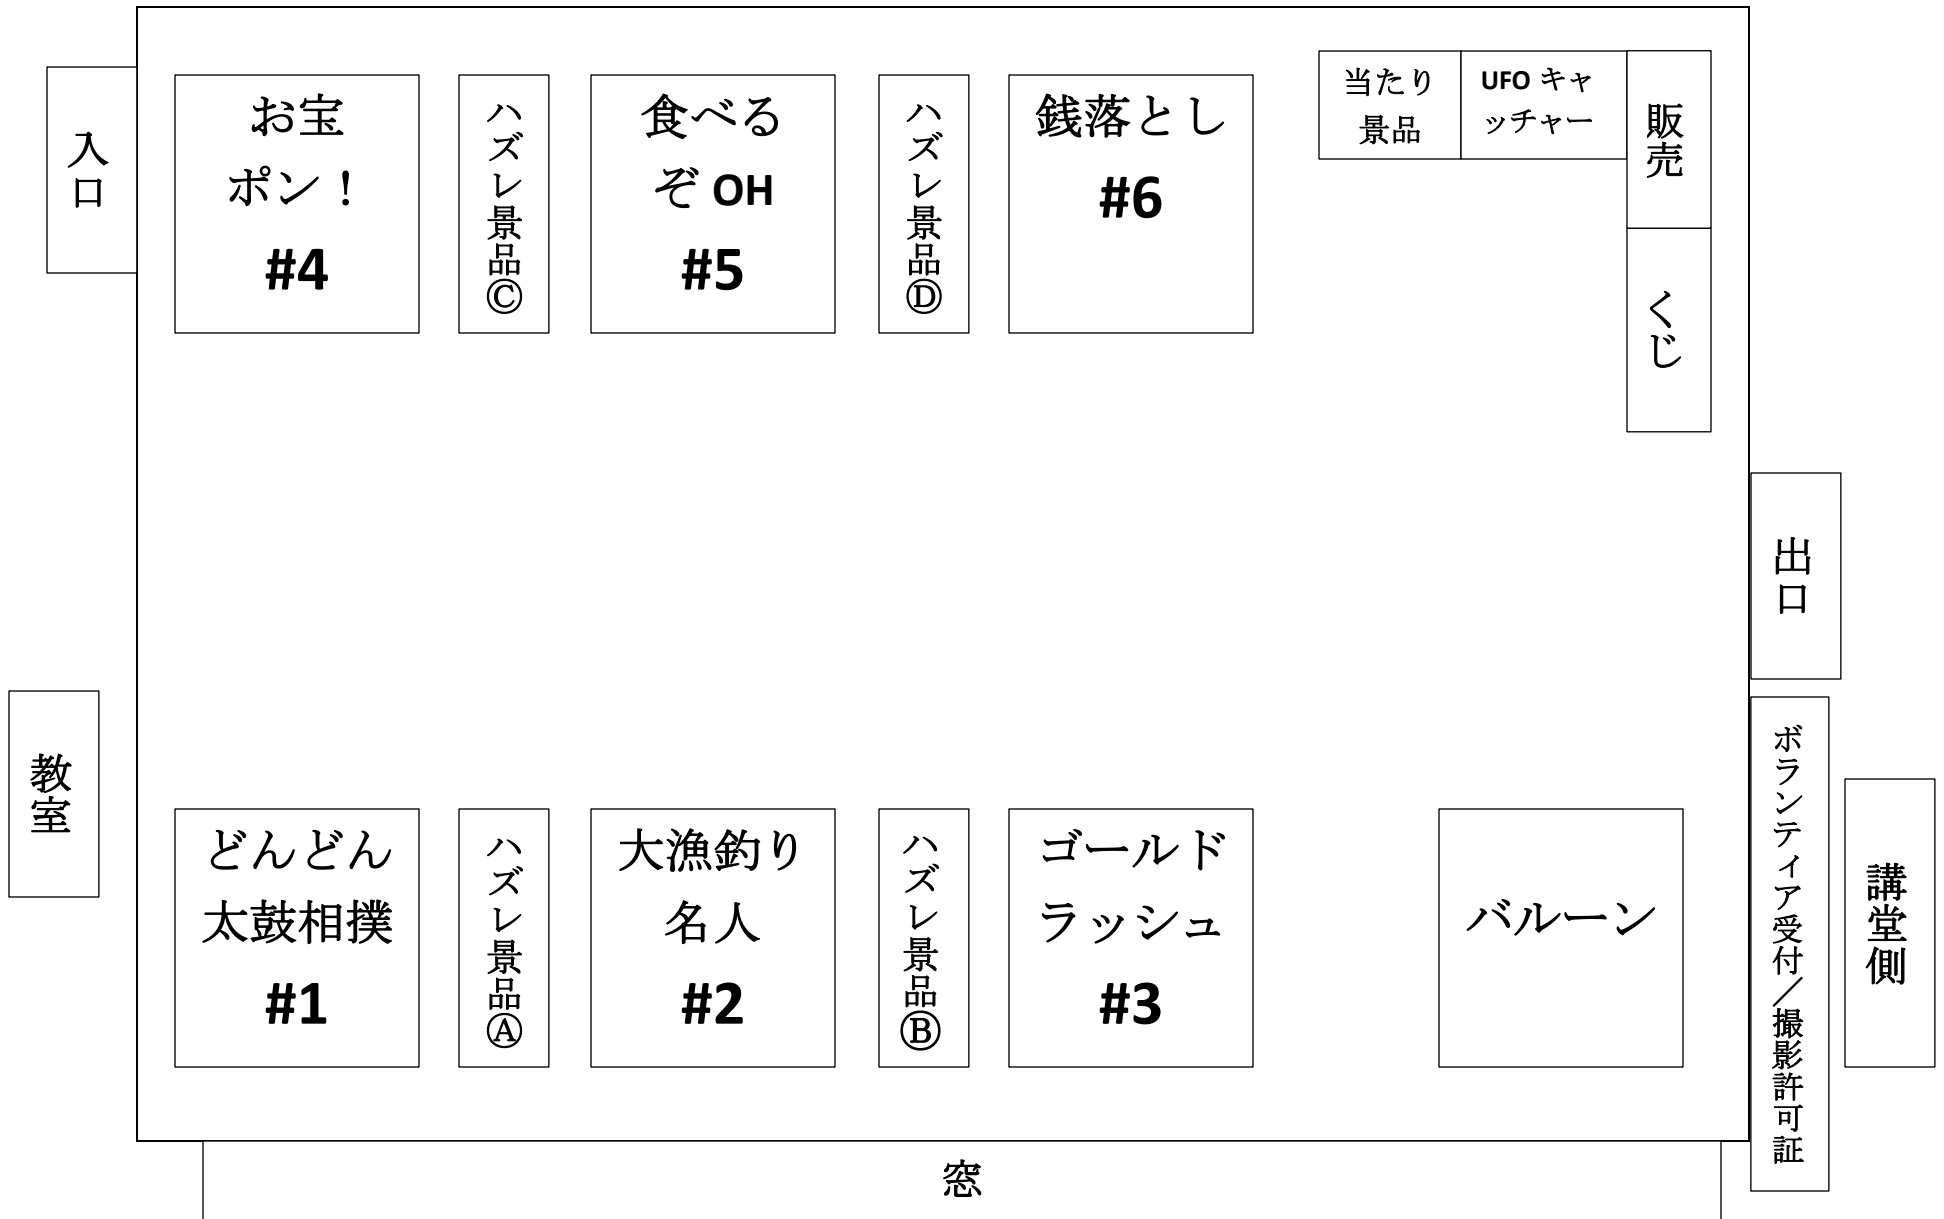 入口
お宝
ポン！
#4
ハズレ景品Ⓒ
食べる
ぞ OH
#5
ハズレ景品Ⓓ
銭落とし
#6
当たり
景品
UFO キャ
ッチャー
販売
くじ
出口
教室
どんどん
太鼓相撲
#1
ハズレ景品Ⓐ
大漁釣り
名人
#2
ハズレ景品Ⓑ
ゴールド
ラッシュ
#3
バルーン
ボランティア受付／撮影許可証
講堂側
窓